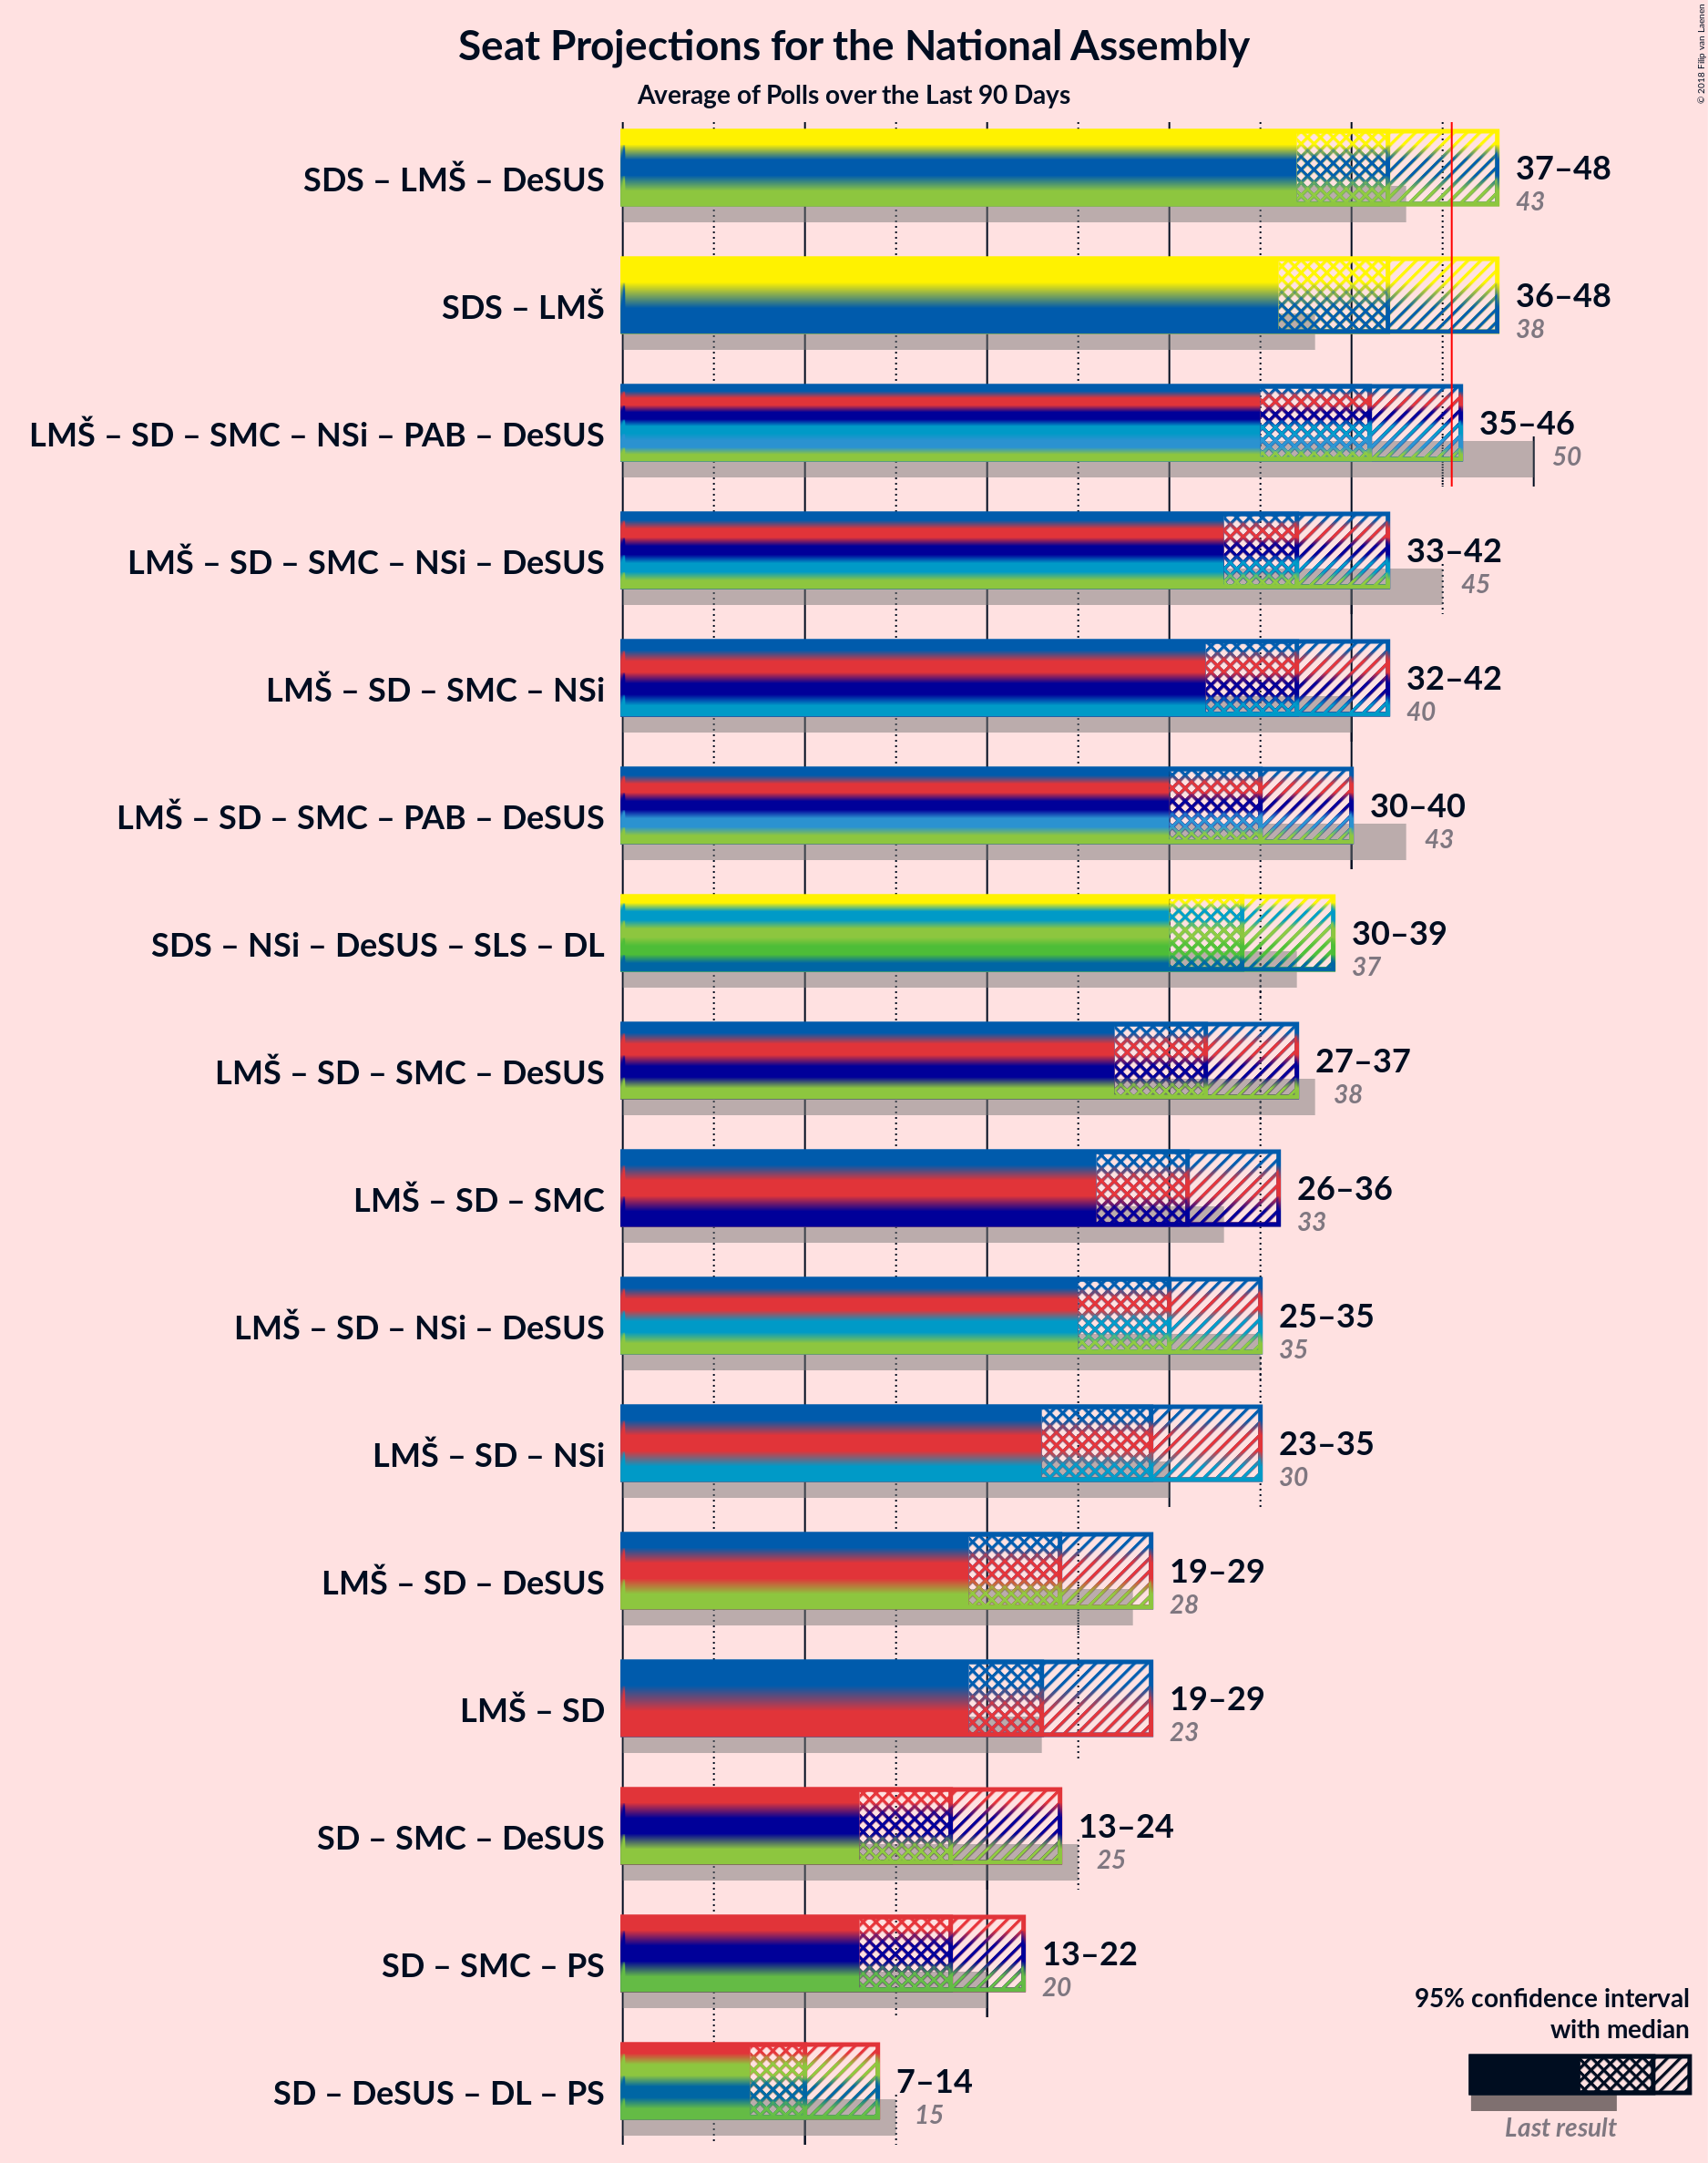 Seat Projections for the National Assembly
Average of Polls over the Last 90 Days
© 2018 Filip van Laenen
SDS – LMŠ – DeSUS
37–48
43
SDS – LMŠ
36–48
38
LMŠ – SD – SMC – NSi – PAB – DeSUS
35–46
50
LMŠ – SD – SMC – NSi – DeSUS
33–42
45
LMŠ – SD – SMC – NSi
32–42
40
LMŠ – SD – SMC – PAB – DeSUS
30–40
43
SDS – NSi – DeSUS – SLS – DL
30–39
37
LMŠ – SD – SMC – DeSUS
27–37
38
LMŠ – SD – SMC
26–36
33
LMŠ – SD – NSi – DeSUS
25–35
35
LMŠ – SD – NSi
23–35
30
LMŠ – SD – DeSUS
19–29
28
LMŠ – SD
19–29
23
SD – SMC – DeSUS
13–24
25
SD – SMC – PS
13–22
20
SD – DeSUS – DL – PS
7–14
15
95% confidence interval
with median
Last result